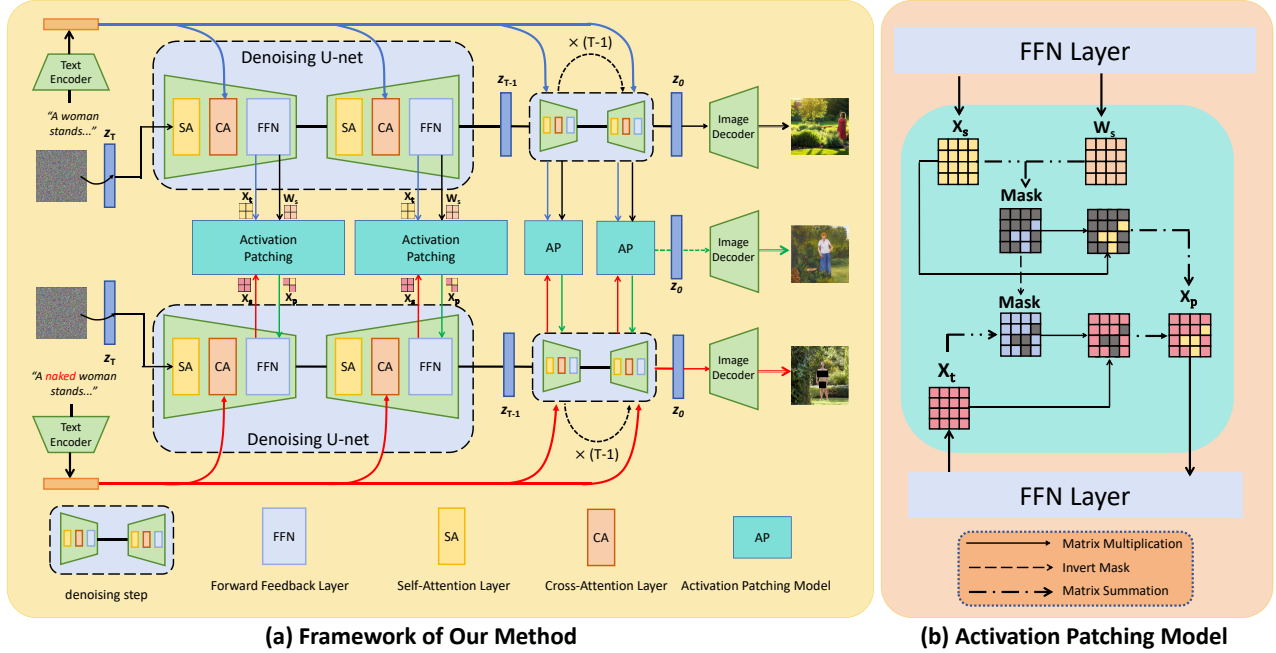 Text
Encoder
“A woman
stands...”
z_T
Denoising U-net
SA
CA
FFN
SA
CA
FFN
z_T-1
× (T-1)
z_0
Image
Decoder
X_t
W_s
X_t
W_s
Activation
Patching
Activation
Patching
AP
AP
z_0
Image
Decoder
X_s
X_p
X_s
X_p
z_T
“A naked woman
stands...”
Text
Encoder
SA
CA
FFN
SA
CA
FFN
Denoising U-net
z_T-1
× (T-1)
z_0
Image
Decoder
denoising step
FFN
Forward Feedback Layer
SA
Self-Attention Layer
CA
Cross-Attention Layer
AP
Activation Patching Model
(a) Framework of Our Method
FFN Layer
X_s
W_s
Mask
Mask
X_p
X_t
FFN Layer
Matrix Multiplication
Invert Mask
Matrix Summation
(b) Activation Patching Model